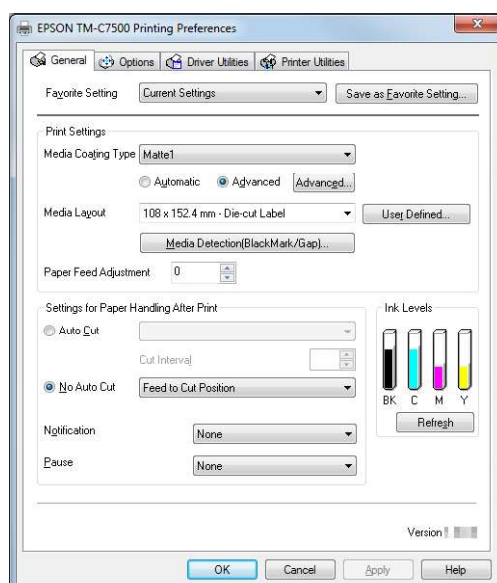 EPSON TM-C7500 Printing Preferences
General Options Driver Utilities Printer Utilities
Favorite Setting Current Settings Save as Favorite Setting...
Print Settings
Media Coating Type Matte1
Automatic Advanced Advanced...
Media Layout 108 x 152.4 mm - Die-cut Label User Defined...
Media Detection(BlackMark/Gap)...
Paper Feed Adjustment 0
Settings for Paper Handling After Print
Auto Cut
Cut Interval
No Auto Cut Feed to Cut Position
Notification None
Pause None
Ink Levels
BK C M Y
Refresh
Version
OK Cancel Apply Help